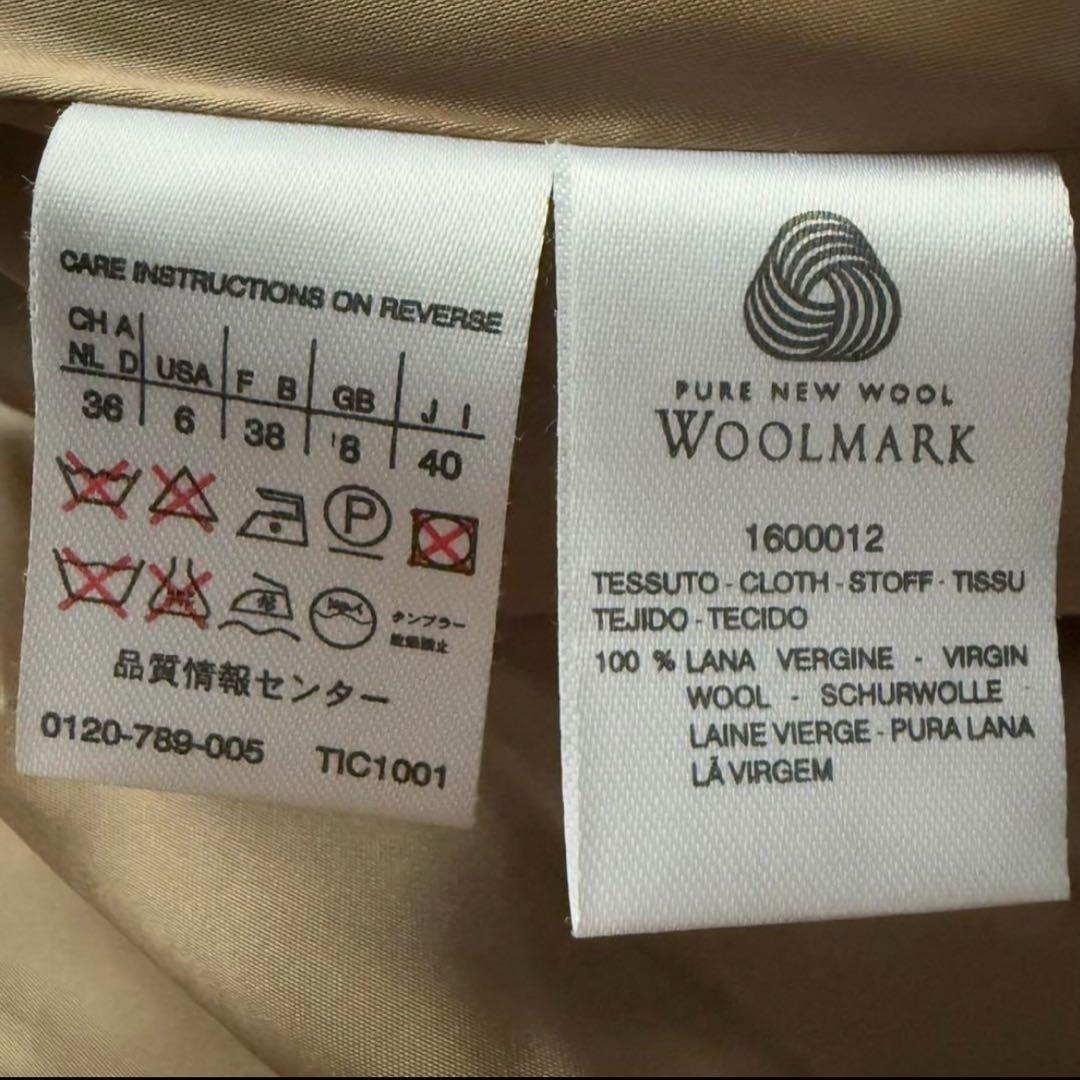 CARE INSTRUCTIONS ON REVERSE
CH A
NL D USA F B GB J I
36 6 38 '8 40
P
タンブラー
乾燥禁止
品質情報センター
0120-789-005 TIC1001
PURE NEW WOOL
WOOLMARK
1600012
TESSUTO - CLOTH - STOFF - TISSU
TEJIDO - TECIDO
100 % LANA VERGINE - VIRGIN
WOOL - SCHURWOLLE -
LAINE VIERGE - PURA LANA
LÃ VIRGEM